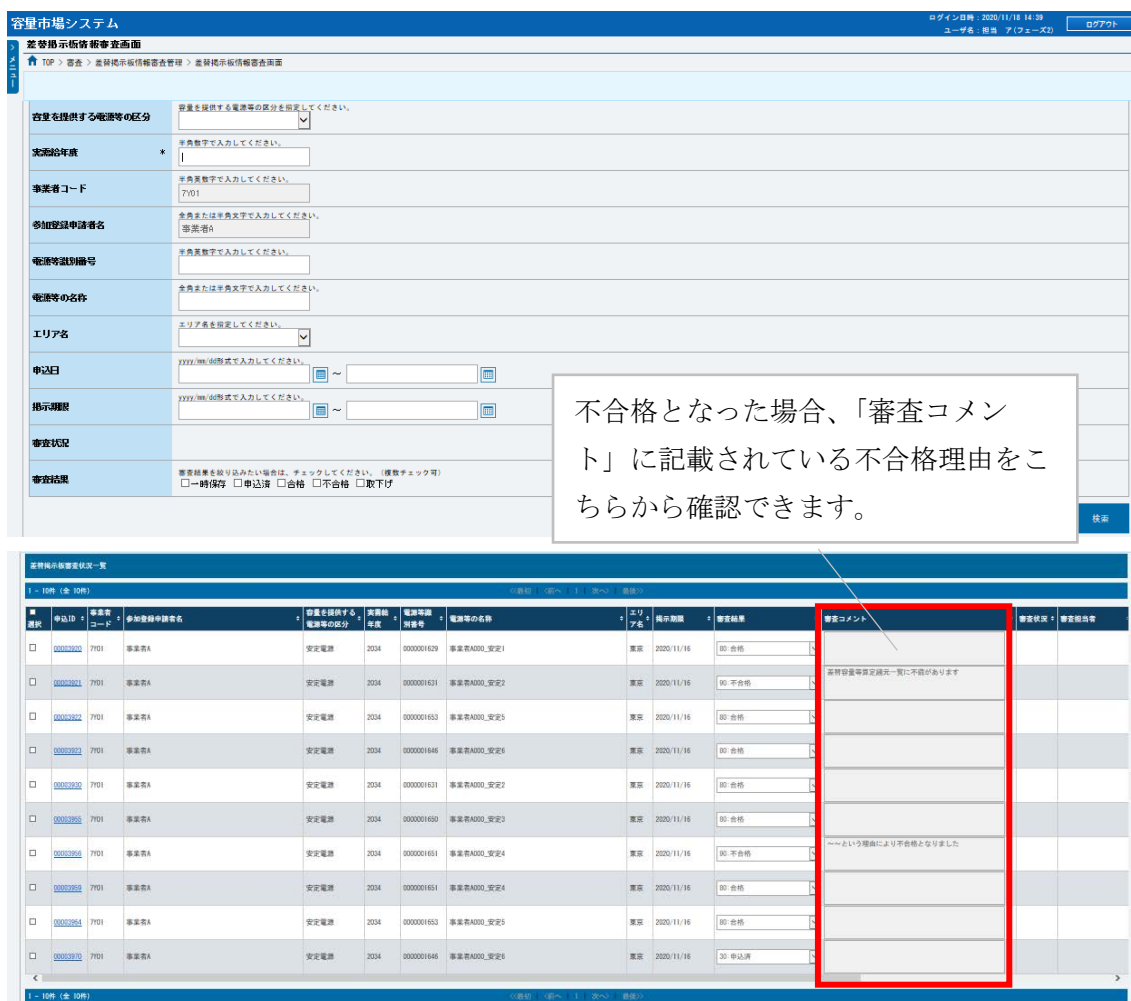 容量市場システム
ログイン日時：2020/11/18 14:39
ユーザ名：担当 ア(フェーズ2)
ログアウト
>メニュー
差替掲示板情報審査画面
TOP > 審査 > 差替掲示板情報審査管理 > 差替掲示板情報審査画面
容量を提供する電源等の区分
容量を提供する電源等の区分を指定してください。
実需給年度 *
半角数字で入力してください。
事業者コード
半角英数字で入力してください。
7Y01
参加登録申請者名
全角または半角文字で入力してください。
事業者A
電源等識別番号
半角英数字で入力してください。
電源等の名称
全角または半角文字で入力してください。
エリア名
エリア名を指定してください。
申込日
yyyy/mm/dd形式で入力してください。
～
掲示期限
yyyy/mm/dd形式で入力してください。
～
審査状況
審査結果
審査結果を絞り込みたい場合は、チェックしてください。（複数チェック可）
□一時保存 □申込済 □合格 □不合格 □取下げ
不合格となった場合、「審査コメン
ト」に記載されている不合格理由をこ
ちらから確認できます。
検索
差替掲示板審査状況一覧
1 - 10件 (全 10件) <<最初 | <前へ | 1 | 次へ> | 最後>>
選択 申込ID 事業者コード 参加登録申請者名 容量を提供する電源等の区分 実需給年度 電源等識別番号 電源等の名称 エリア名 掲示期限 審査結果 審査コメント 審査状況 審査担当者
00003920 7Y01 事業者A 安定電源 2034 0000001629 事業者A000_安定1 東京 2020/11/16 80:合格
00003921 7Y01 事業者A 安定電源 2034 0000001631 事業者A000_安定2 東京 2020/11/16 90:不合格 差替容量等算定諸元一覧に不備があります
00003922 7Y01 事業者A 安定電源 2034 0000001653 事業者A000_安定5 東京 2020/11/16 80:合格
00003923 7Y01 事業者A 安定電源 2034 0000001646 事業者A000_安定6 東京 2020/11/16 80:合格
00003930 7Y01 事業者A 安定電源 2034 0000001631 事業者A000_安定2 東京 2020/11/16 80:合格
00003955 7Y01 事業者A 安定電源 2034 0000001650 事業者A000_安定3 東京 2020/11/16 80:合格
00003956 7Y01 事業者A 安定電源 2034 0000001651 事業者A000_安定4 東京 2020/11/16 90:不合格 ～～という理由により不合格となりました
00003959 7Y01 事業者A 安定電源 2034 0000001651 事業者A000_安定4 東京 2020/11/16 80:合格
00003964 7Y01 事業者A 安定電源 2034 0000001653 事業者A000_安定5 東京 2020/11/16 80:合格
00003970 7Y01 事業者A 安定電源 2034 0000001646 事業者A000_安定6 東京 2020/11/16 30:申込済
1 - 10件 (全 10件) <<最初 | <前へ | 1 | 次へ> | 最後>>